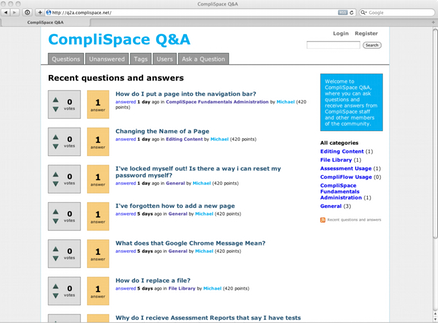 CompliSpace Q&A
http://q2a.complispace.net/
Google
CompliSpace Q&A
Login Register
CompliSpace Q&A
Search
Questions Unanswered Tags Users Ask a Question
Recent questions and answers
0
votes
1
answer
How do I put a page into the navigation bar?
answered 1 day ago in CompliSpace Fundamentals Administration by Michael (420
points)
0
votes
1
answer
Changing the Name of a Page
answered 1 day ago in Editing Content by Michael (420 points)
0
votes
1
answer
I've locked myself out! Is there a way i can reset my
password myself?
answered 1 day ago in General by Michael (420 points)
0
votes
1
answer
I've forgotten how to add a new page
answered 5 days ago in General by Michael (420 points)
0
votes
1
answer
What does that Google Chrome Message Mean?
answered 5 days ago in General by Michael (420 points)
0
votes
1
answer
How do I replace a file?
answered 5 days ago in File Library by Michael (420 points)
Why do I recieve Assessment Reports that say I have tests
Welcome to
CompliSpace Q&A,
where you can ask
questions and
receive answers from
CompliSpace staff
and other members
of the community.
All categories
Editing Content (1)
File Library (1)
Assessment Usage (1)
CompliFlow Usage (0)
CompliSpace
Fundamentals
Administration (1)
General (3)
Recent questions and answers